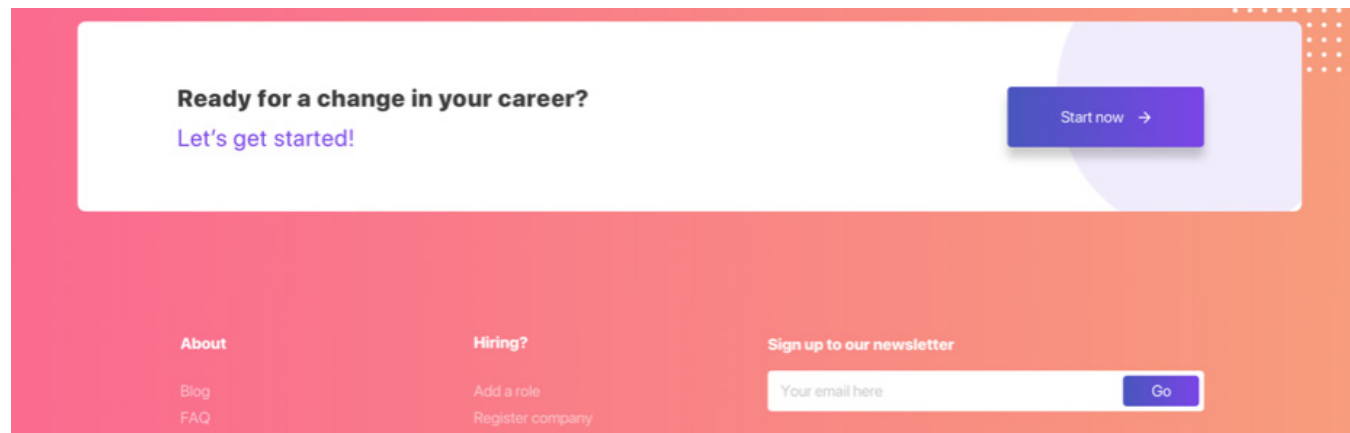 Ready for a change in your career?
Let's get started!
Start now →
About
Blog
FAQ
Hiring?
Add a role
Register company
Sign up to our newsletter
Your email here
Go